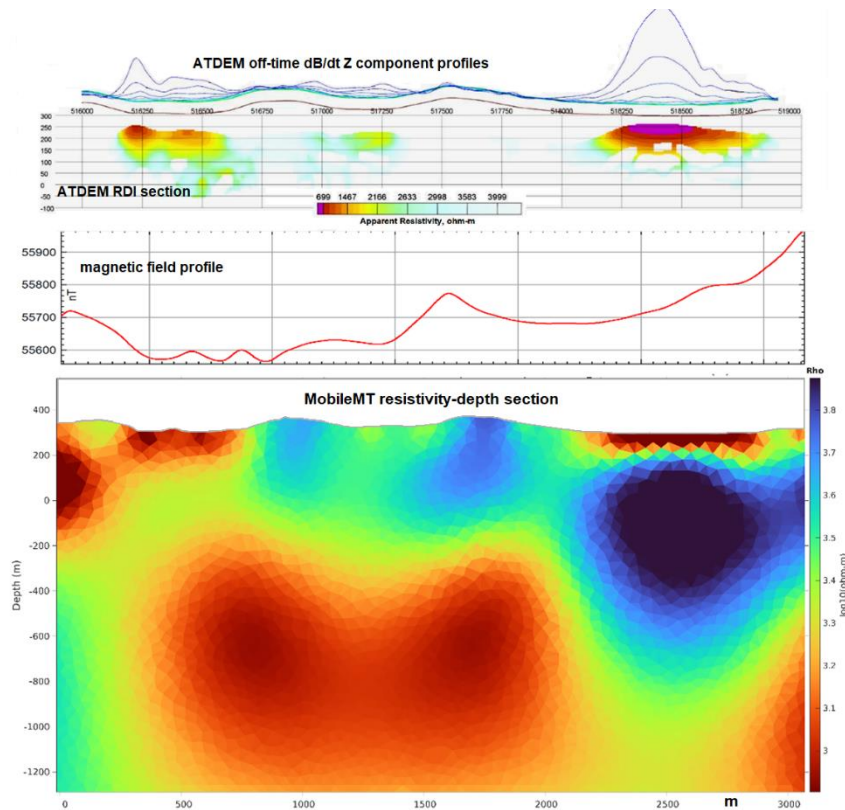 ATDEM off-time dB/dt Z component profiles
516000 516250 516500 516750 517000 517250 517500 517750 518000 518250 518500 518750 519000
300
250
200
150
100
50
0
-50
-100
ATDEM RDI section
699 1467 2166 2633 2998 3583 3999
Apparent Resistivity, ohm-m
magnetic field profile
55900
55800
55700
55600
nT
MobileMT resistivity-depth section
Rho
400
200
0
-200
-400
-600
-800
-1000
-1200
Depth (m)
3.8
3.7
3.6
3.5
3.4
3.3
3.2
3.1
3
log10(ohm-m)
0 500 1000 1500 2000 2500 m 3000